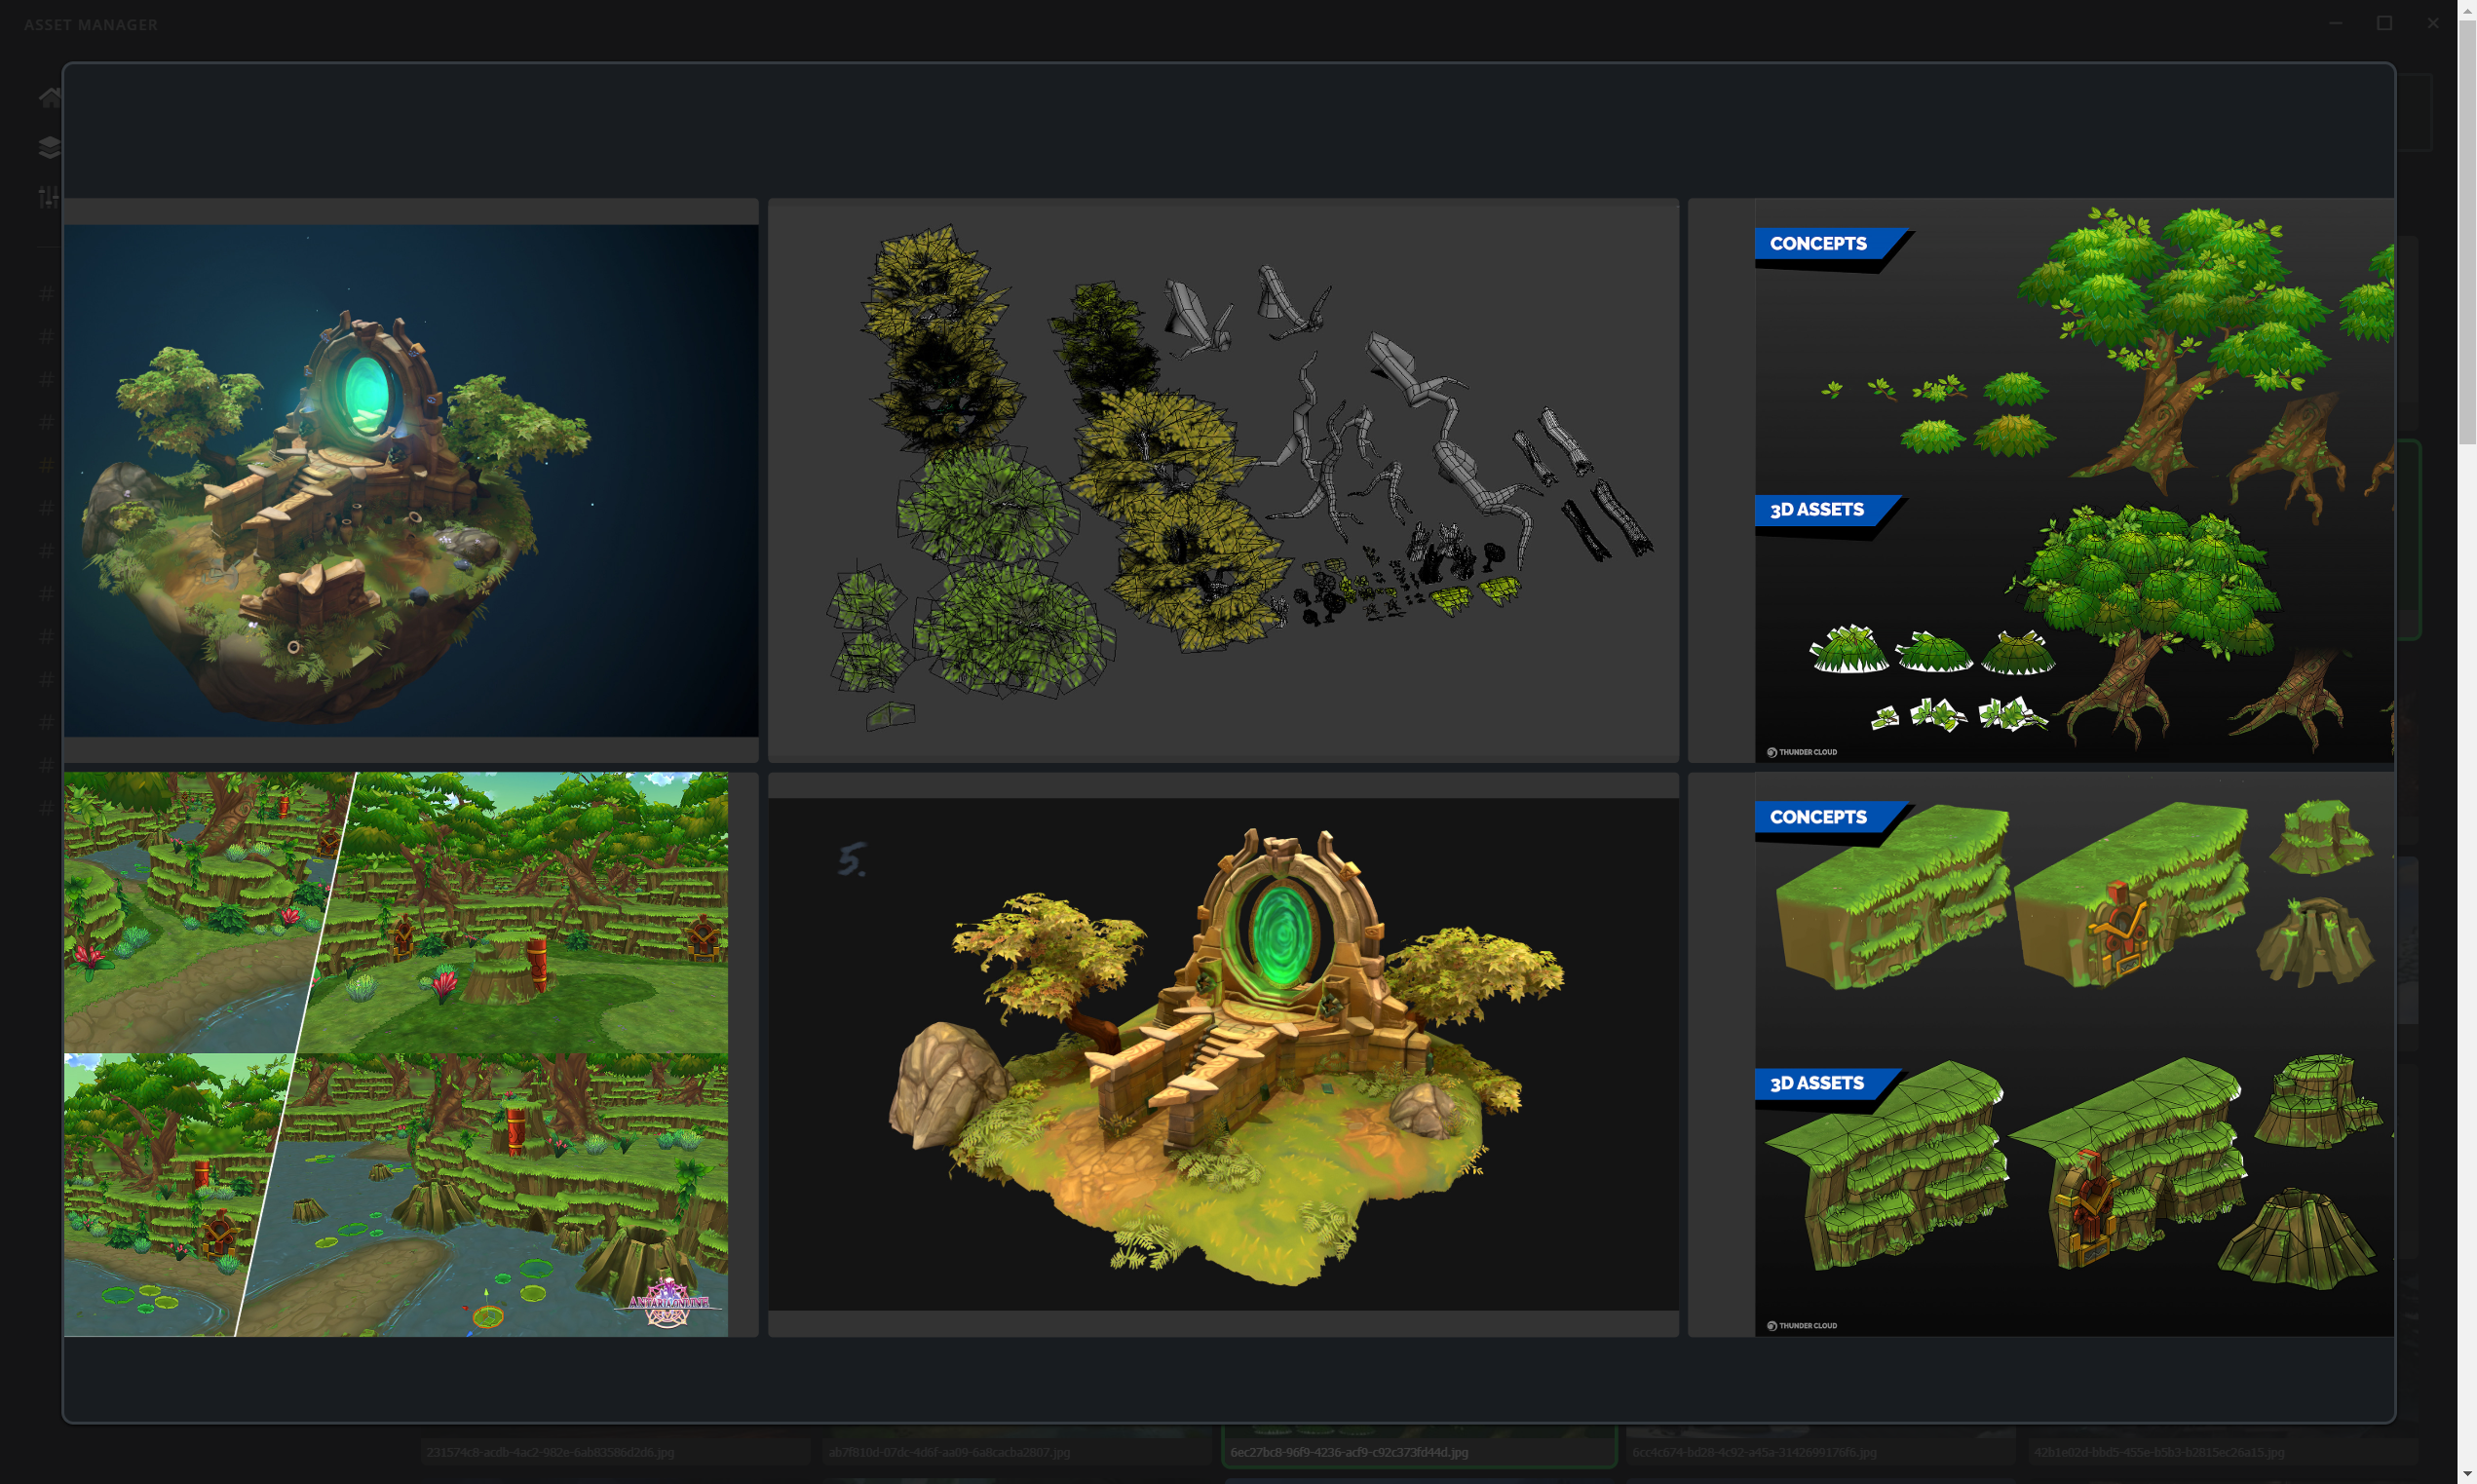 ASSET MANAGER
#
#
#
#
#
#
#
#
#
#
#
#
#
CONCEPTS
3D ASSETS
THUNDER CLOUD
5.
CONCEPTS
3D ASSETS
THUNDER CLOUD
231574c8-acdb-4ac2-982e-6ab83586d2d6.jpg
ab7f810d-07dc-4d6f-aa09-6a8cacba2807.jpg
6ec27bc8-96f9-4236-acf9-c92c373fd44d.jpg
6cc4c674-bd28-4c92-a45a-3142699176f6.jpg
42b1e02d-bbd5-455e-b5b3-b2815ec26a15.jpg